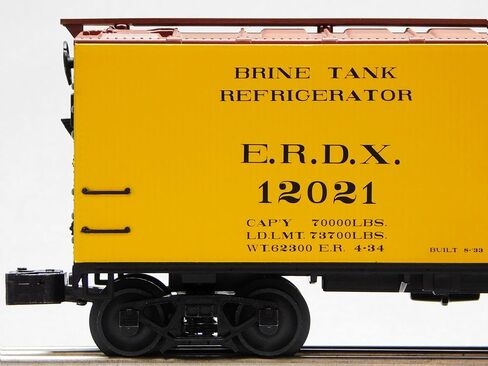 BRINE TANK
REFRIGERATOR
E.R.D.X.
12021
CAP'Y 70000LBS.
LD.LMT. 73700LBS.
WT.62300 E.R. 4-34
BUILT 8-33